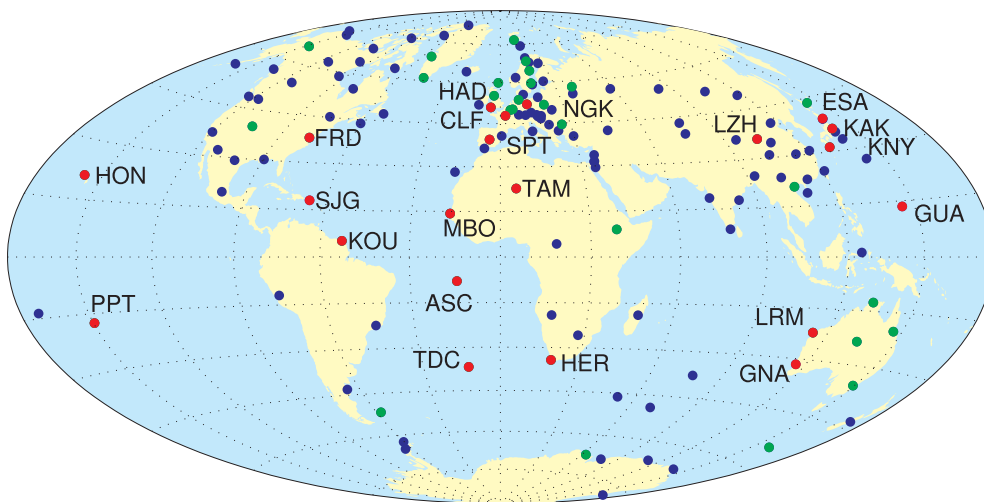 HAD
NGK
ESA
CLF
LZH
KAK
FRD
SPT
KNY
HON
TAM
SJG
GUA
MBO
KOU
PPT
ASC
LRM
TDC
HER
GNA